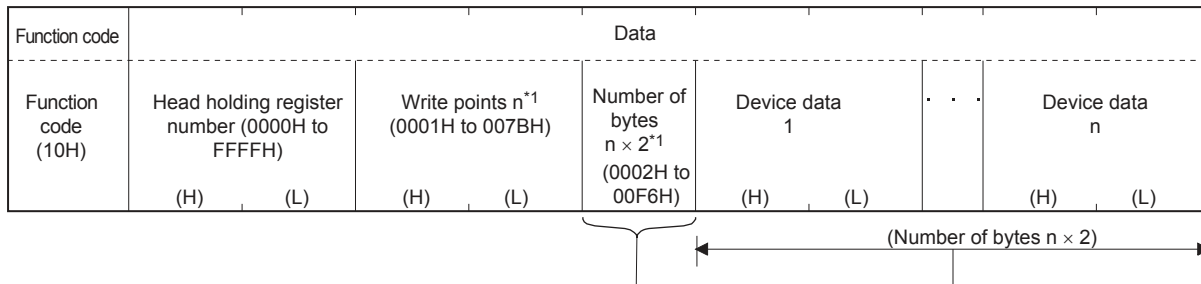 Function code
Data
Function
code
(10H)
Head holding register
number (0000H to
FFFFH)
(H) (L)
Write points n*1
(0001H to 007BH)
(H) (L)
Number of
bytes
n × 2*1
(0002H to
00F6H)
Device data
1
(H) (L)
. . .
Device data
n
(H) (L)
(Number of bytes n × 2)